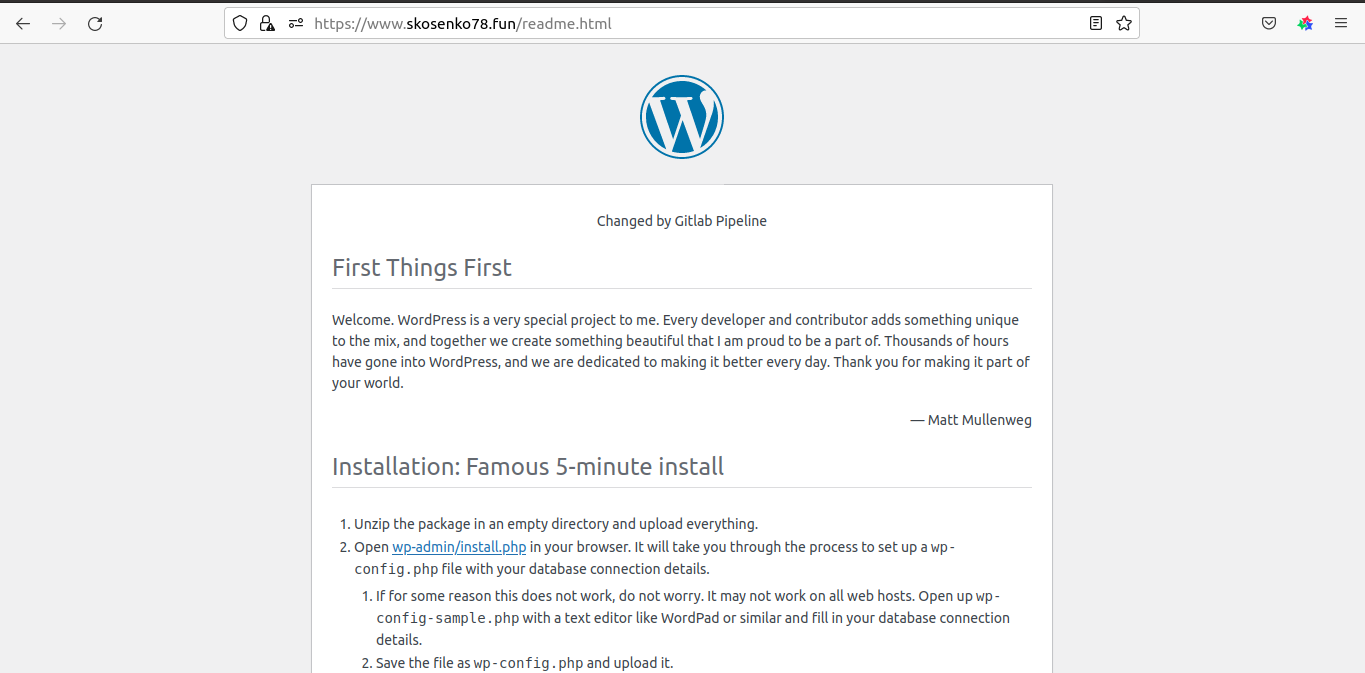 https://www.skosenko78.fun/readme.html
W
Changed by Gitlab Pipeline
First Things First
Welcome. WordPress is a very special project to me. Every developer and contributor adds something unique
to the mix, and together we create something beautiful that I am proud to be a part of. Thousands of hours
have gone into WordPress, and we are dedicated to making it better every day. Thank you for making it part of
your world.
— Matt Mullenweg
Installation: Famous 5-minute install
1. Unzip the package in an empty directory and upload everything.
2. Open wp-admin/install.php in your browser. It will take you through the process to set up a wp-
config.php file with your database connection details.
1. If for some reason this does not work, do not worry. It may not work on all web hosts. Open up wp-
config-sample.php with a text editor like WordPad or similar and fill in your database connection
details.
2. Save the file as wp-config.php and upload it.